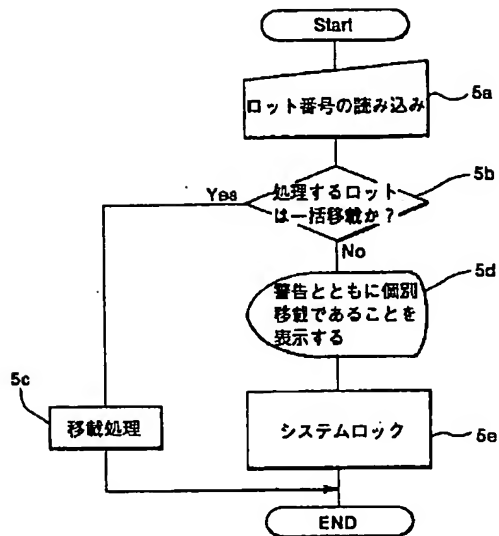 Start
ロット番号の読み込み
5a
処理するロット
は一括移載か？
5b
Yes
No
警告とともに個別
移載であることを
表示する
5d
5c
移載処理
システムロック
5e
END